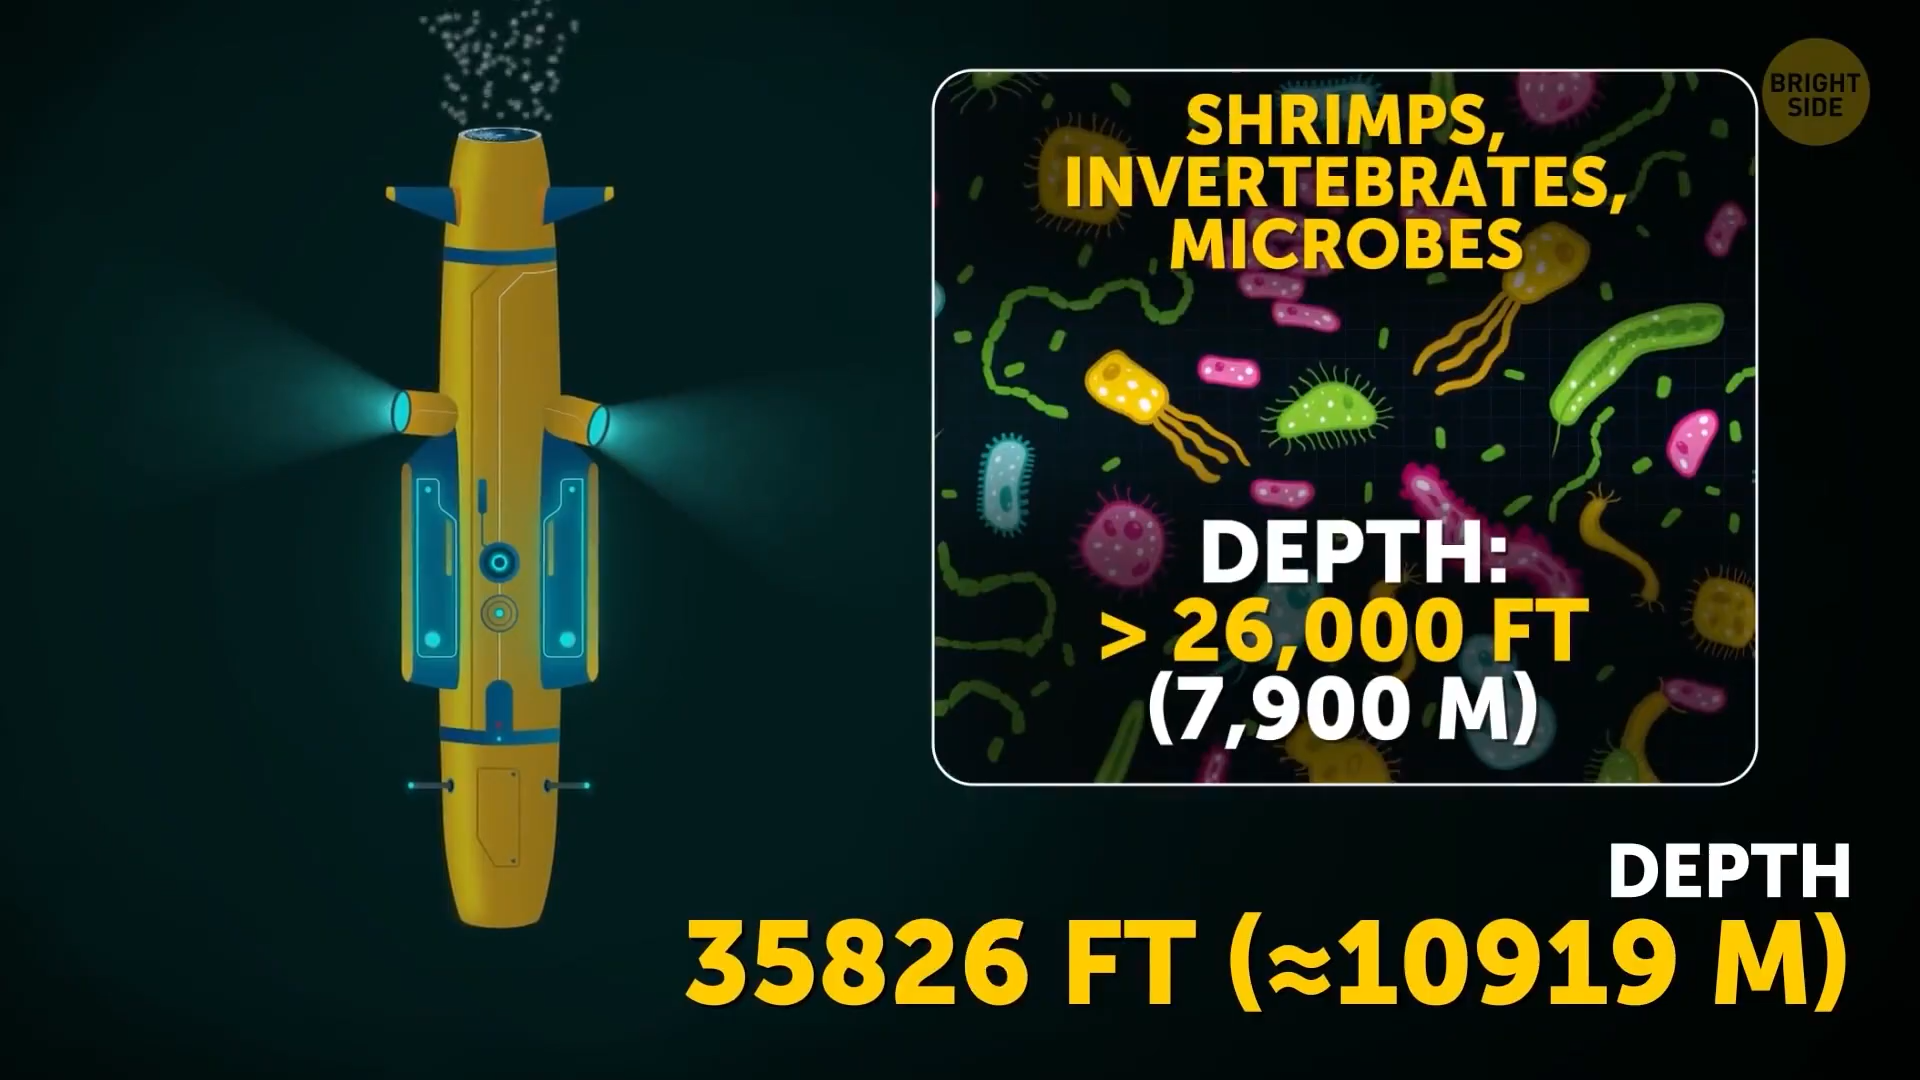 BRIGHT
SIDE
SHRIMPS,
INVERTEBRATES,
MICROBES
DEPTH:
> 26,000 FT
(7,900 M)
DEPTH
35826 FT (≈10919 M)